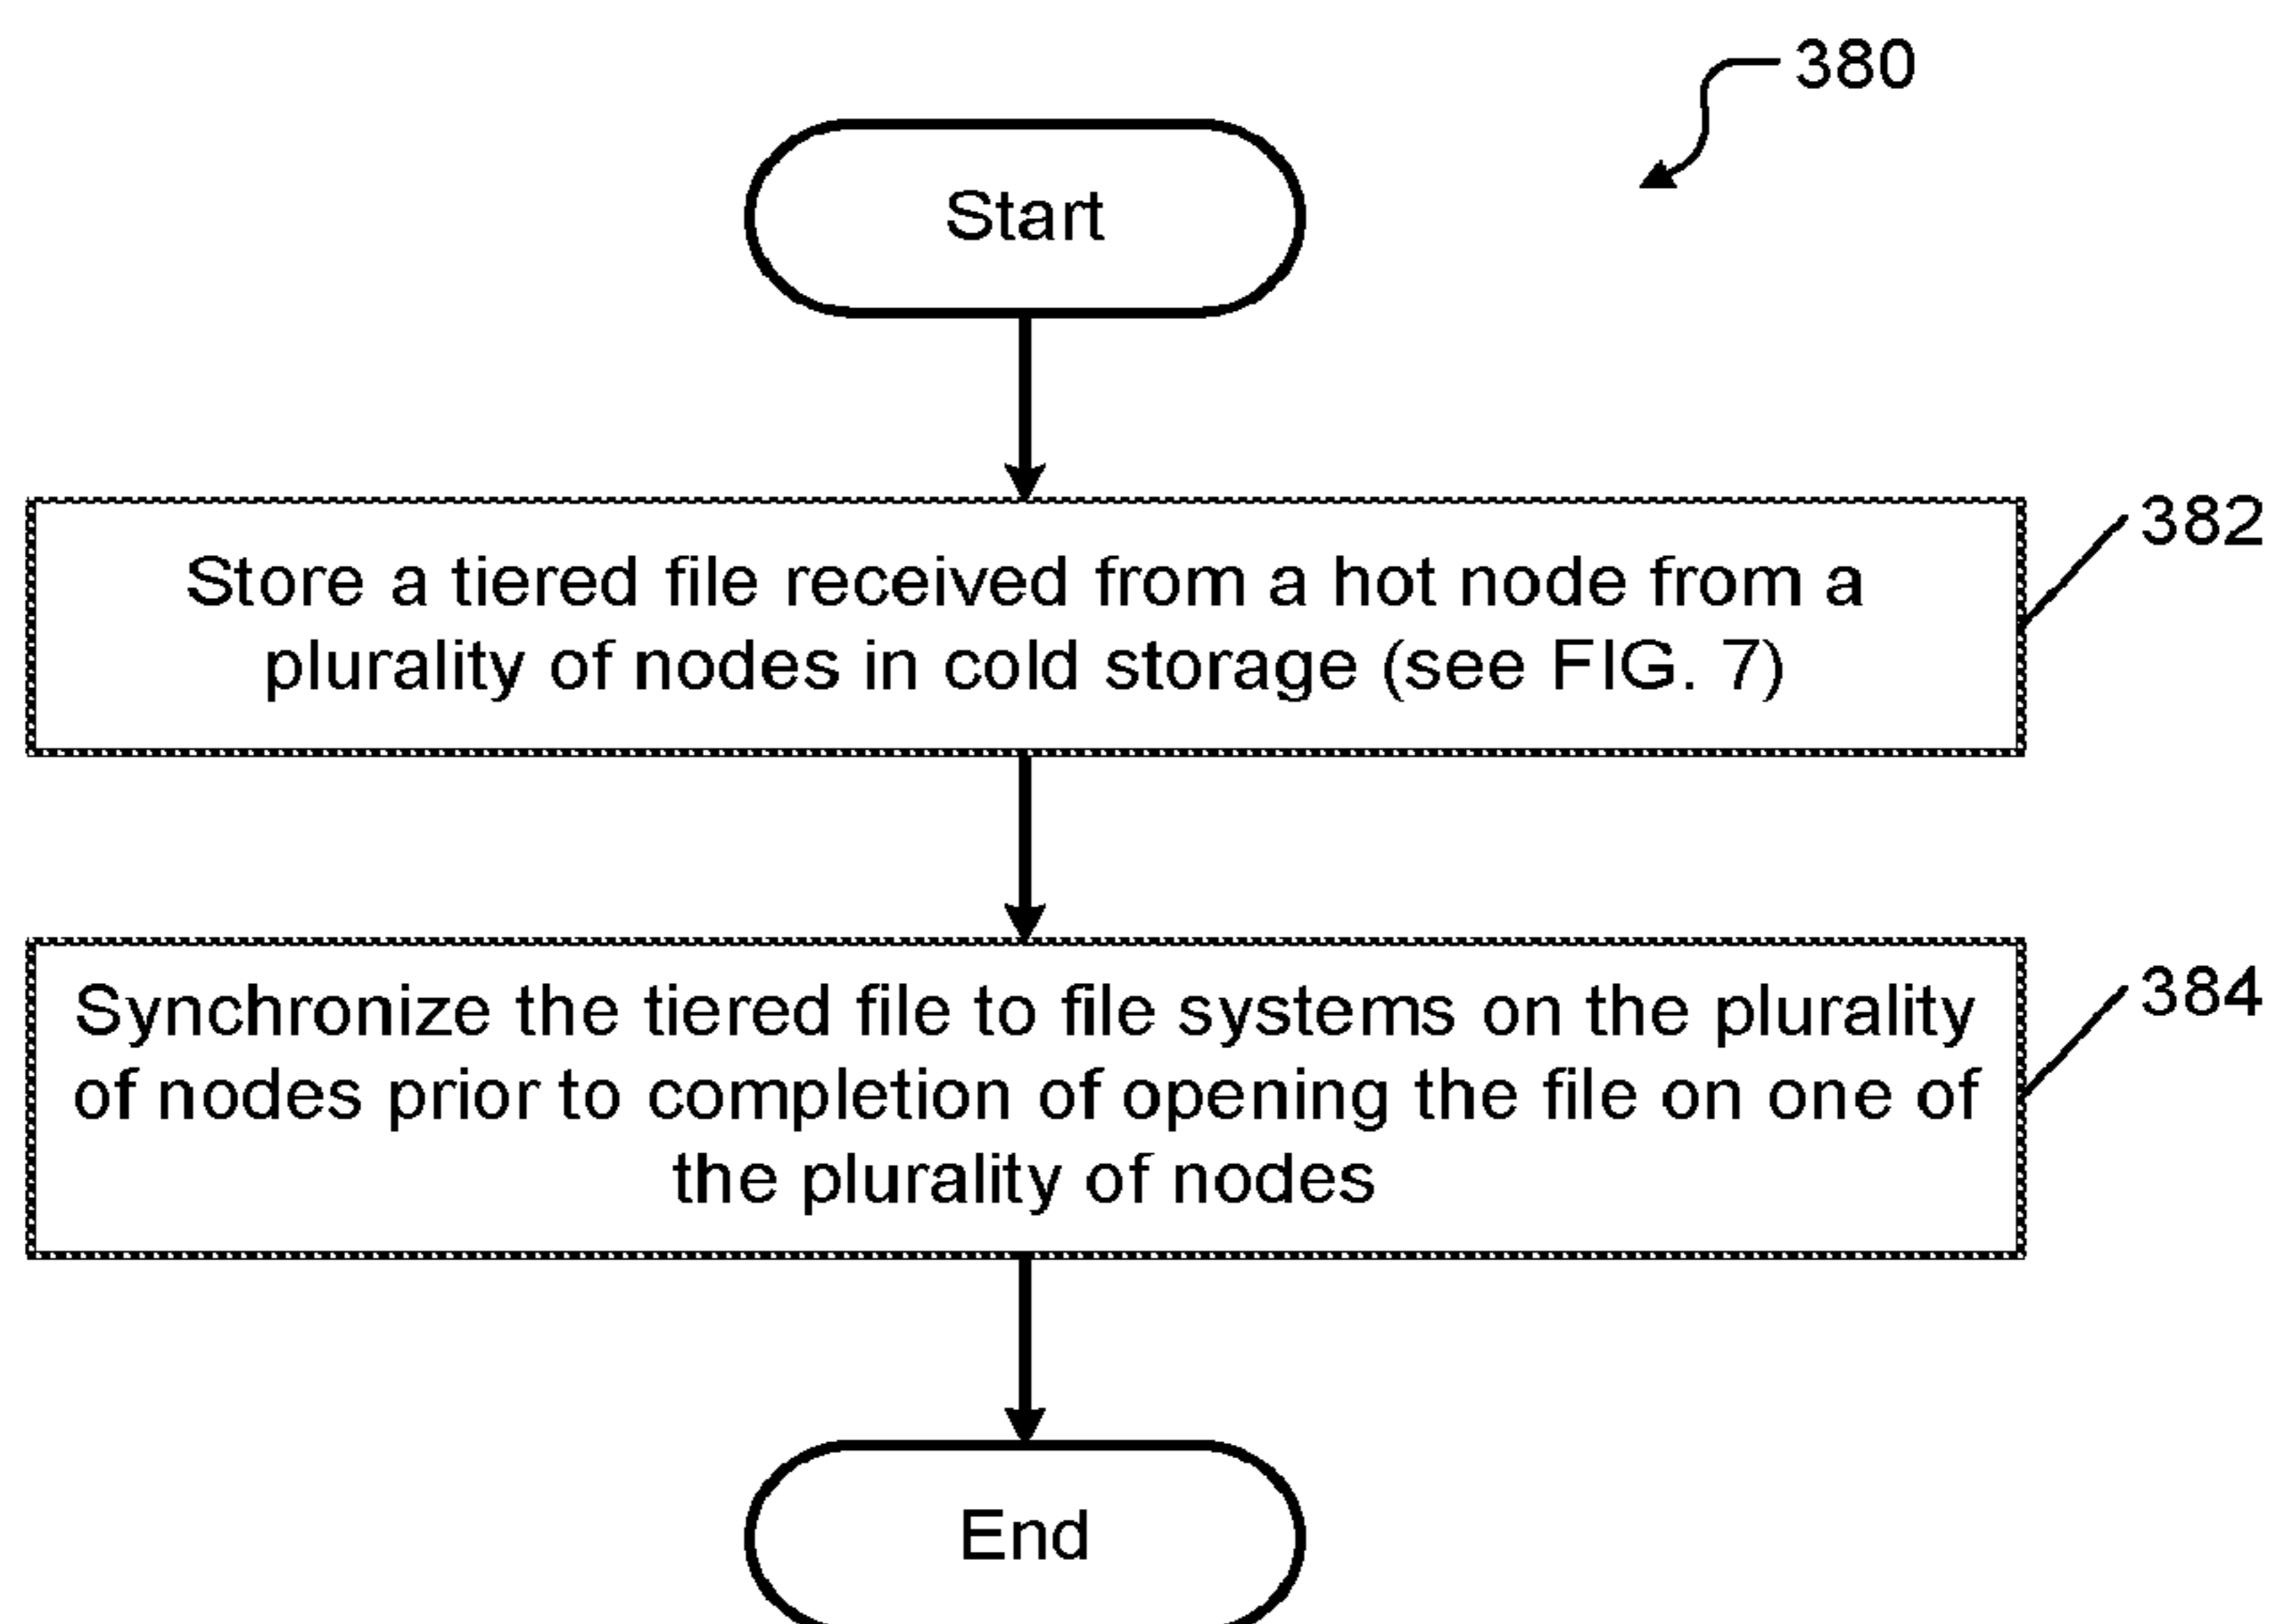 380
Start
382
Store a tiered file received from a hot node from a
plurality of nodes in cold storage (see FIG. 7)
384
Synchronize the tiered file to file systems on the plurality
of nodes prior to completion of opening the file on one of
the plurality of nodes
End